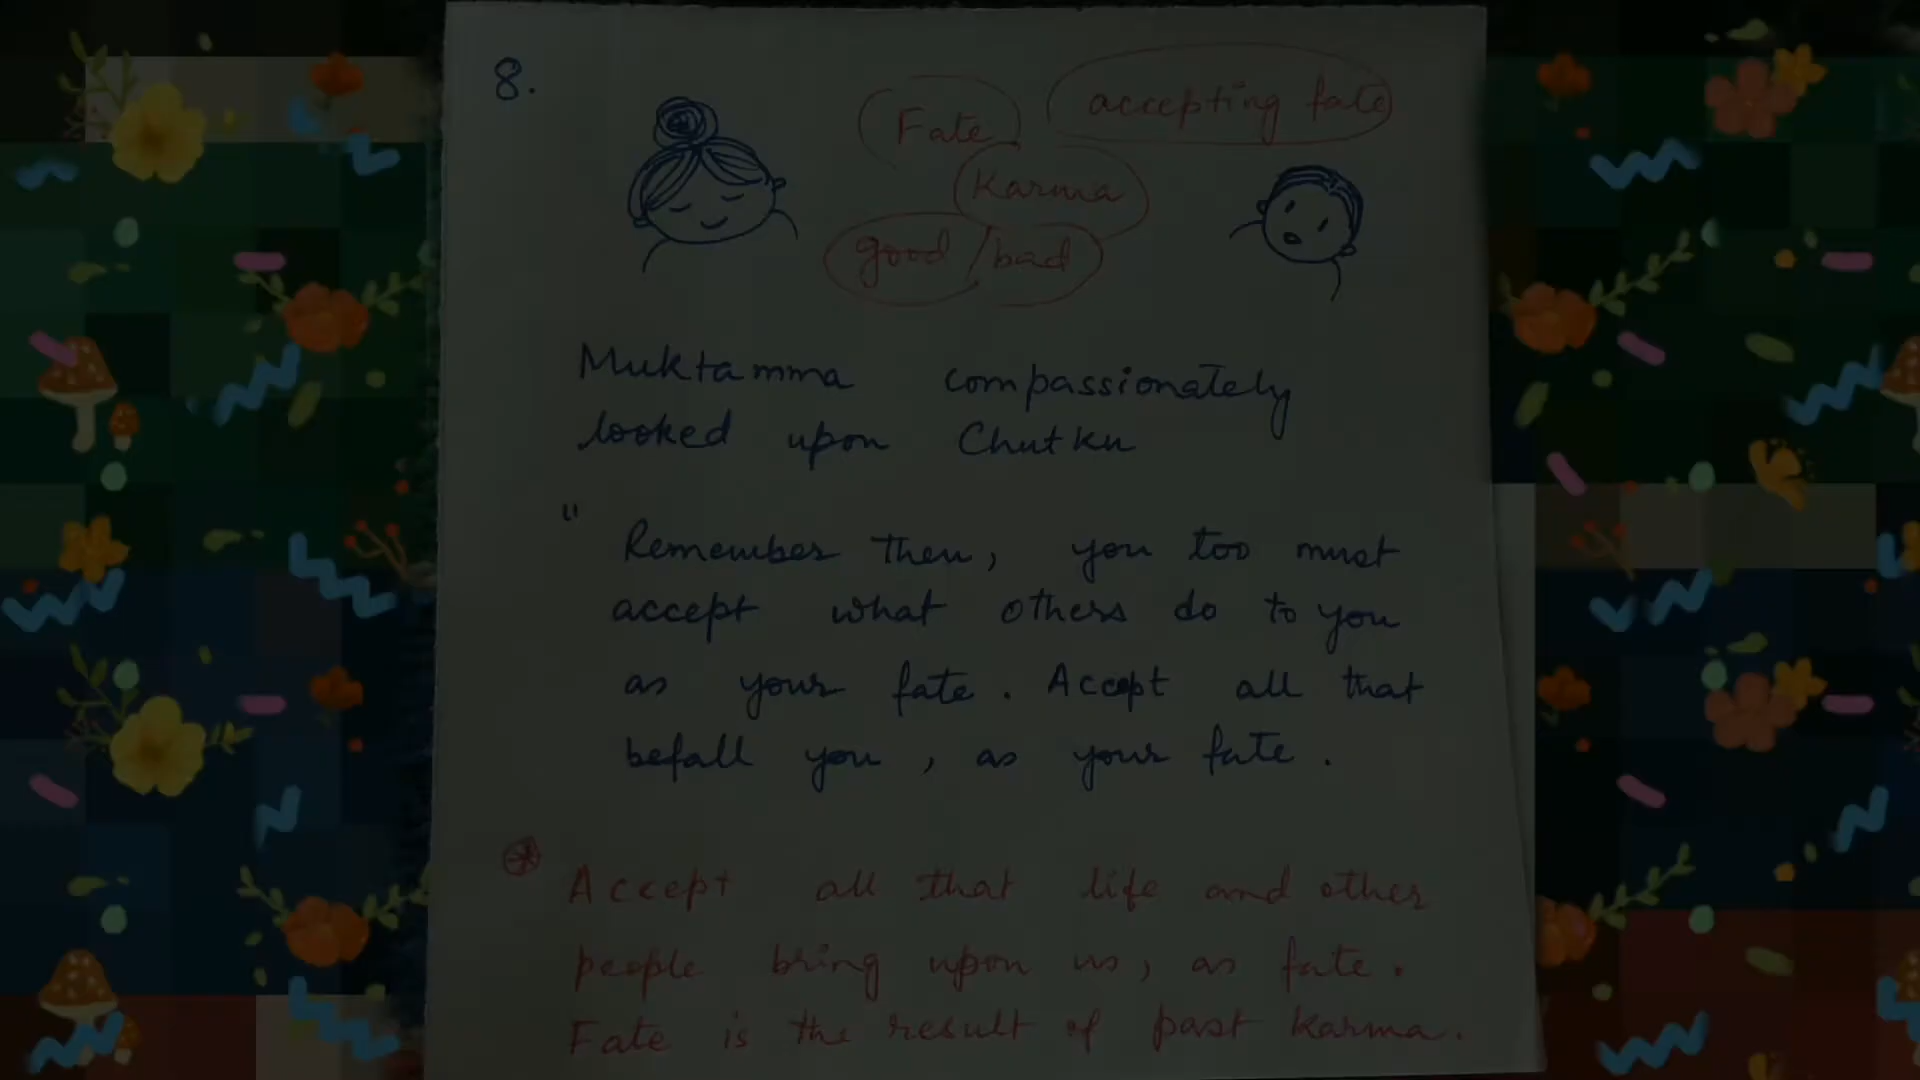 8.
Fate
accepting fate
Karma
good / bad
Muktamma compassionately
looked upon Chutku
"
Remember then, you too must
accept what others do to you
as your fate. Accept all that
befall you, as your fate.
Accept all that life and other
people bring upon us, as fate.
Fate is the result of past Karma.